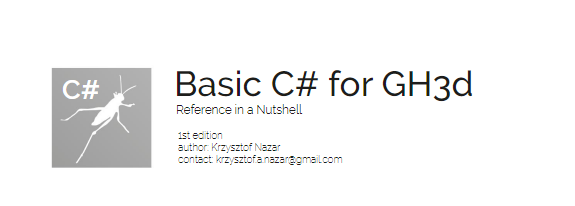 C#
Basic C# for GH3d
Reference in a Nutshell
1st edition
author: Krzysztof Nazar
contact: krzysztof.a.nazar@gmail.com